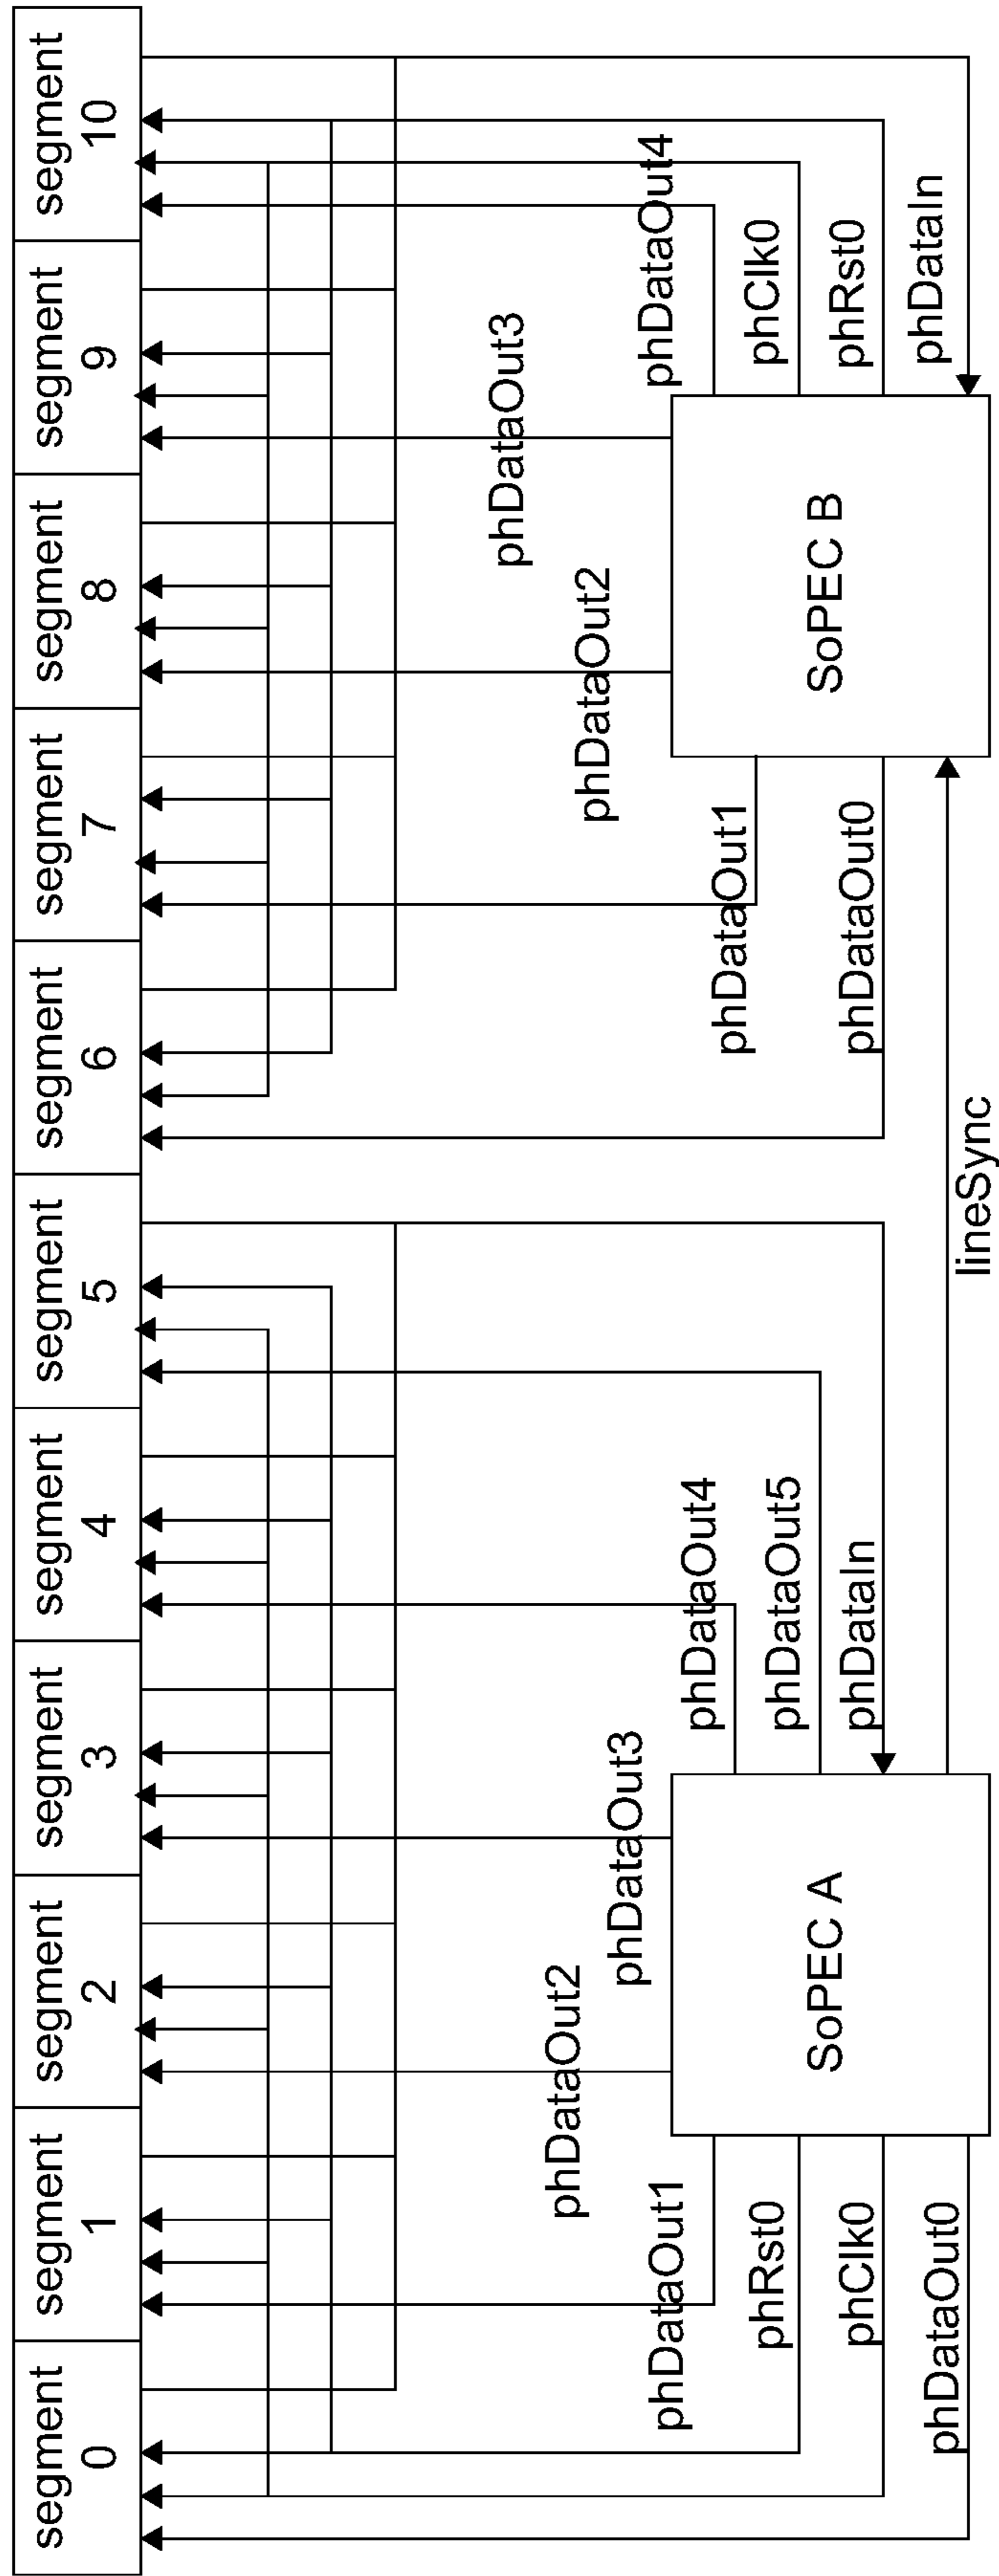 segment
0
segment
1
segment
2
segment
3
segment
4
segment
5
segment
6
segment
7
segment
8
segment
9
segment
10
phDataOut2
phDataOut3
phDataOut1
phRst0
phClk0
phDataOut0
SoPEC A
phDataOut4
phDataOut5
phDataIn
lineSync
phDataOut1
phDataOut0
phDataOut2
phDataOut3
SoPEC B
phDataOut4
phClk0
phRst0
phDataIn